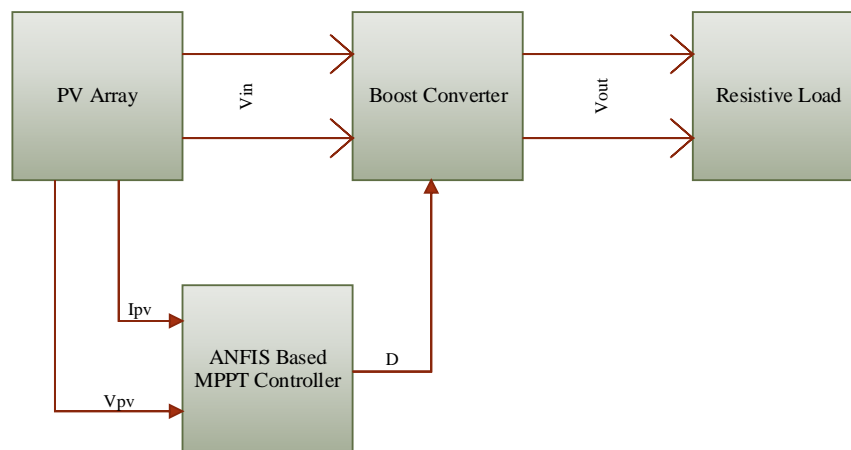 PV Array
Vin
Boost Converter
Vout
Resistive Load
Ipv
ANFIS Based
MPPT Controller
D
Vpv